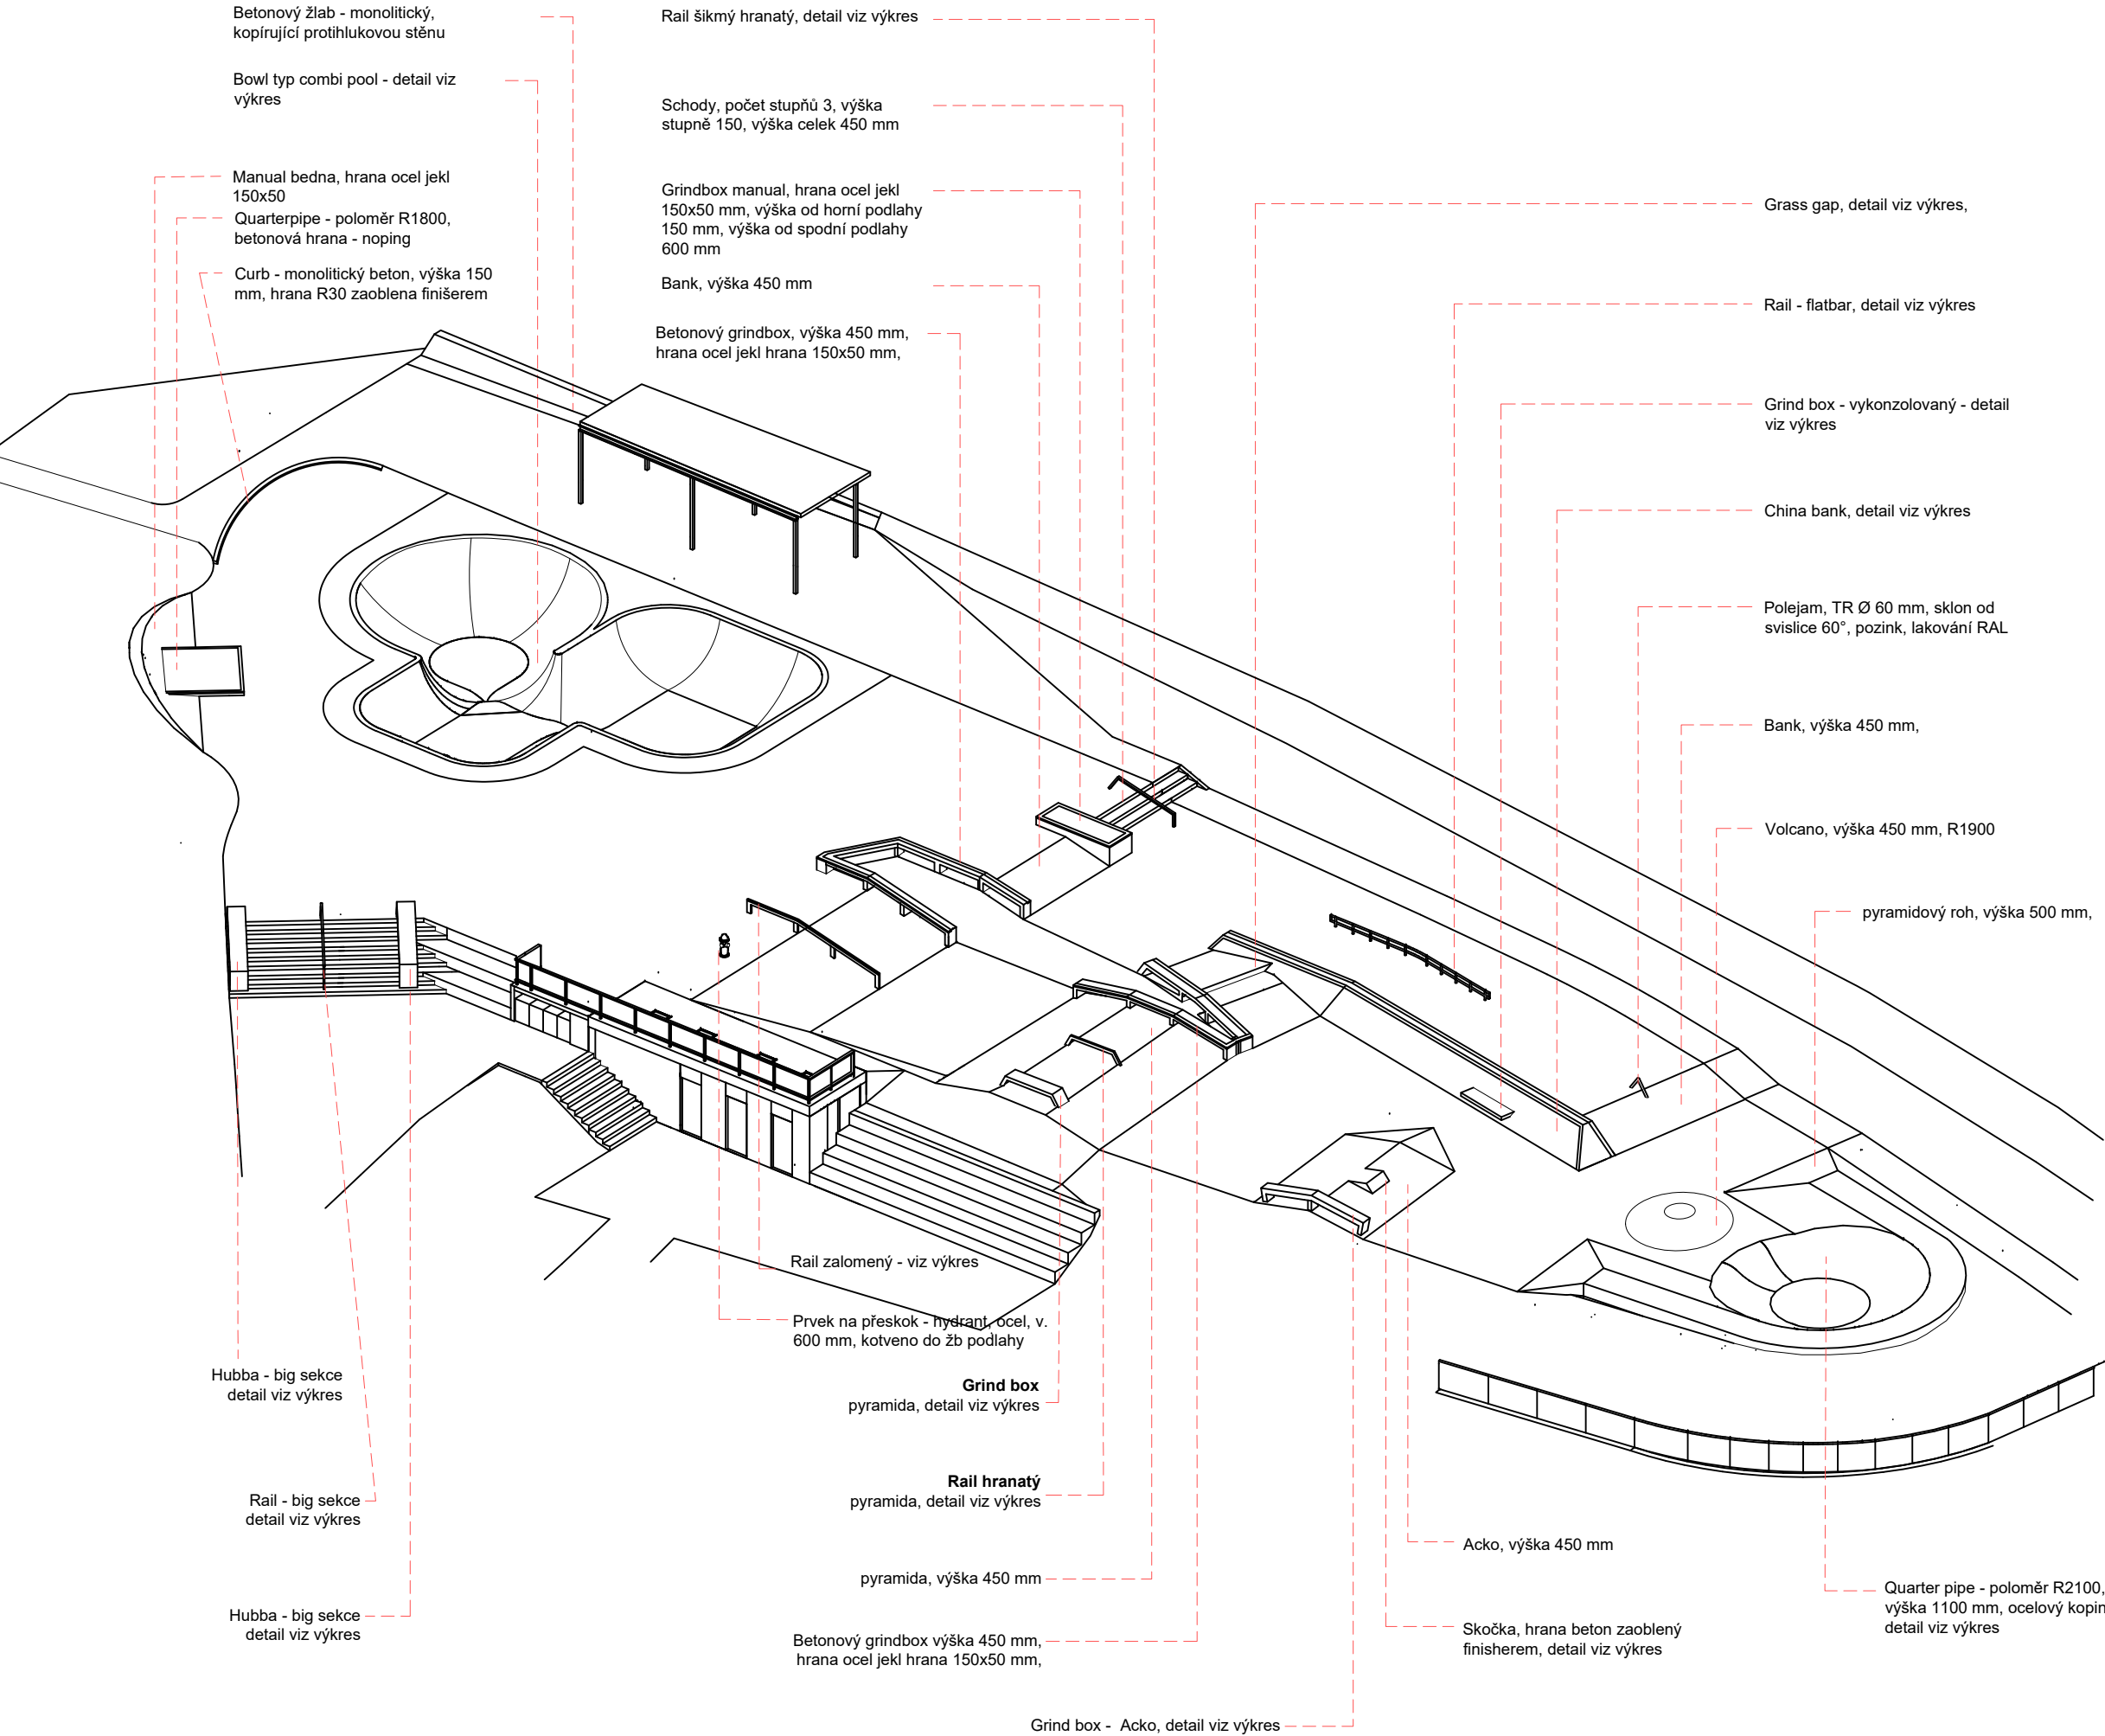 Betonový žlab - monolitický,
kopírující protihlukovou stěnu
Bowl typ combi pool - detail viz
výkres
Manual bedna, hrana ocel jekl
150x50
Quarterpipe - poloměr R1800,
betonová hrana - noping
Curb - monolitický beton, výška 150
mm, hrana R30 zaoblena finišerem
Rail šikmý hranatý, detail viz výkres
Schody, počet stupňů 3, výška
stupně 150, výška celek 450 mm
Grindbox manual, hrana ocel jekl
150x50 mm, výška od horní podlahy
150 mm, výška od spodní podlahy
600 mm
Bank, výška 450 mm
Betonový grindbox, výška 450 mm,
hrana ocel jekl hrana 150x50 mm,
Grass gap, detail viz výkres,
Rail - flatbar, detail viz výkres
Grind box - vykonzolovaný - detail
viz výkres
China bank, detail viz výkres
Polejam, TR Ø 60 mm, sklon od
svislice 60°, pozink, lakování RAL
Bank, výška 450 mm,
Volcano, výška 450 mm, R1900
pyramidový roh, výška 500 mm,
Rail zalomený - viz výkres
Prvek na přeskok - hydrant, ocel, v.
600 mm, kotveno do žb podlahy
Hubba - big sekce
detail viz výkres
Grind box
pyramida, detail viz výkres
Rail - big sekce
detail viz výkres
Rail hranatý
pyramida, detail viz výkres
Hubba - big sekce
detail viz výkres
pyramida, výška 450 mm
Betonový grindbox výška 450 mm,
hrana ocel jekl hrana 150x50 mm,
Grind box - Acko, detail viz výkres
Acko, výška 450 mm
Skočka, hrana beton zaoblený
finisherem, detail viz výkres
Quarter pipe - poloměr R2100,
výška 1100 mm, ocelový kopin
detail viz výkres